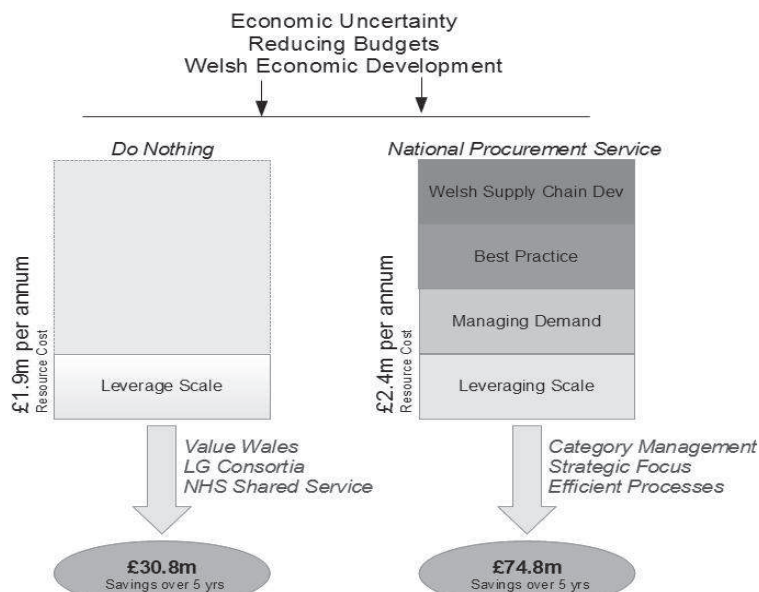 Economic Uncertainty
Reducing Budgets
Welsh Economic Development
Do Nothing
£1.9m per annum
Resource Cost
Leverage Scale
Value Wales
LG Consortia
NHS Shared Service
£30.8m
Savings over 5 yrs
National Procurement Service
£2.4m per annum
Resource Cost
Welsh Supply Chain Dev
Best Practice
Managing Demand
Leveraging Scale
Category Management
Strategic Focus
Efficient Processes
£74.8m
Savings over 5 yrs